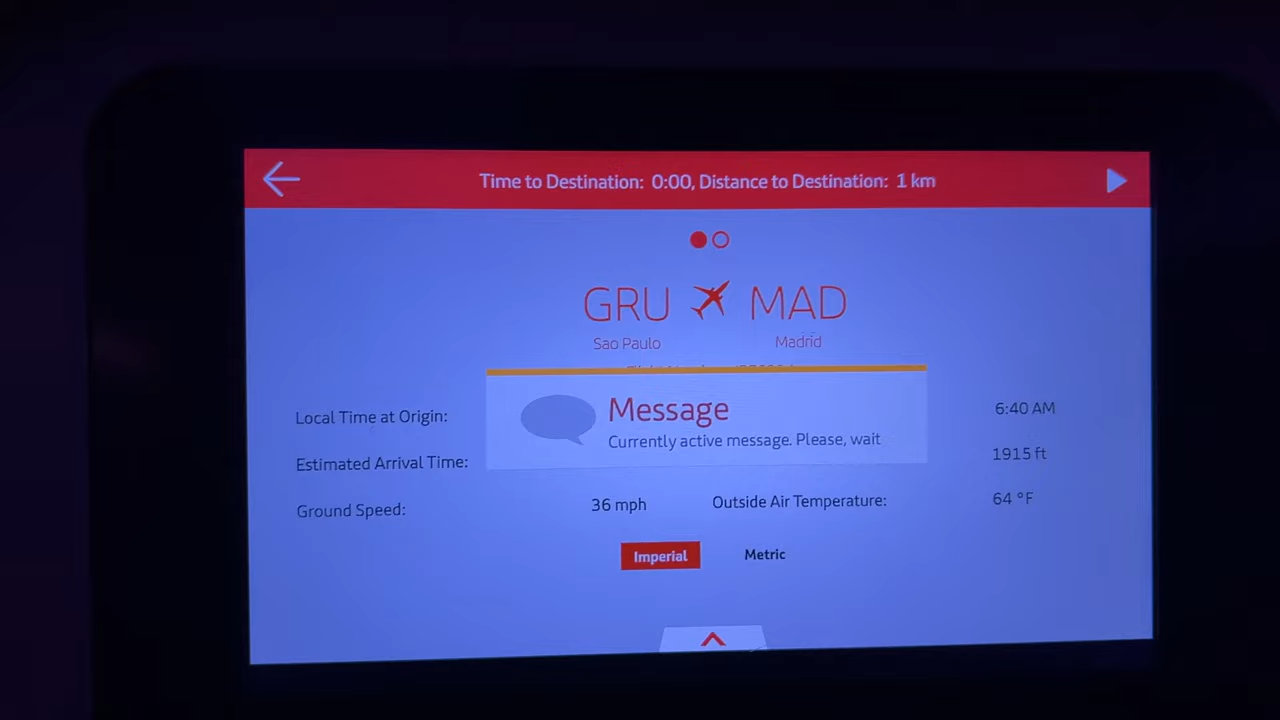 Time to Destination: 0:00, Distance to Destination: 1 km
GRU MAD
Sao Paulo Madrid
Message
Currently active message. Please, wait
Local Time at Origin: 6:40 AM
Estimated Arrival Time: 1915 ft
Ground Speed: 36 mph Outside Air Temperature: 64 °F
Imperial Metric